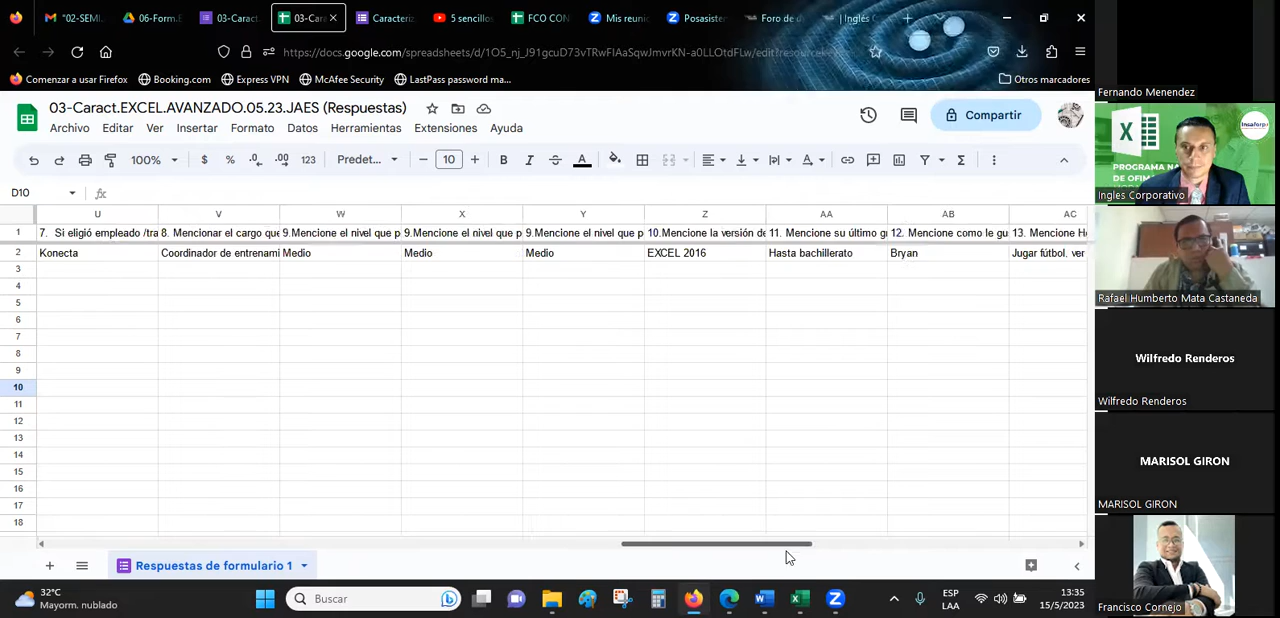 "02-SEMI
06-Form.E
03-Caract
03-Car
Caracteriz
5 sencillos
FCO CON
Mis reuni
Posasister
Foro de d
Inglés C
https://docs.google.com/spreadsheets/d/1O5_nj_J91gcuD73vTRwFIAaSqwJmvrKN-a0LLOtdFLw/edit?resourcek
Comenzar a usar Firefox
Booking.com
Express VPN
McAfee Security
LastPass password ma...
Otros marcadores
03-Caract.EXCEL.AVANZADO.05.23.JAES (Respuestas)
Archivo Editar Ver Insertar Formato Datos Herramientas Extensiones Ayuda
Compartir
100% $ % .0 .00 123 Predet... − 10 + B I A Σ
D10 fx
U V W X Y Z AA AB AC
1 7. Si eligió empleado /tra 8. Mencionar el cargo que 9.Mencione el nivel que p 9.Mencione el nivel que p 9.Mencione el nivel que p 10.Mencione la versión de 11. Mencione su último g 12. Mencione como le gu 13. Mencione H
2 Konecta Coordinador de entrenami Medio Medio Medio EXCEL 2016 Hasta bachillerato Bryan Jugar fútbol. ver
3
4
5
6
7
8
9
10
11
12
13
14
15
16
17
18
Respuestas de formulario 1
32°C
Mayorm. nublado
Buscar
ESP
LAA
13:35
15/5/2023
Fernando Menendez
X
Insaforp
PROGRAMA NA
DE OFIM
Ingles Corporativo
Rafael Humberto Mata Castaneda
Wilfredo Renderos
Wilfredo Renderos
MARISOL GIRON
MARISOL GIRON
Francisco Cornejo